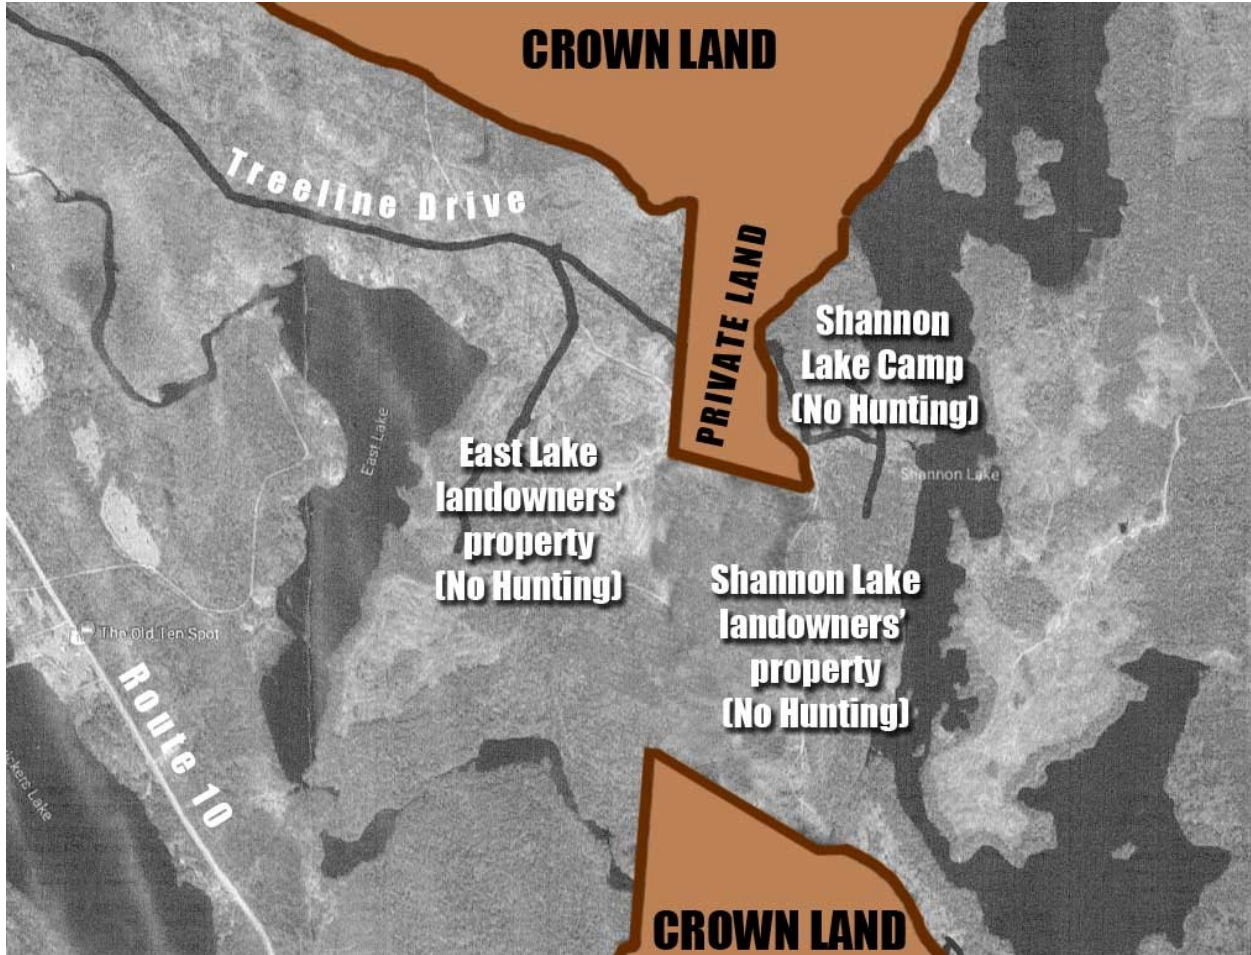 CROWN LAND
Treeline Drive
PRIVATE LAND
Shannon
Lake Camp
(No Hunting)
East Lake
East Lake
landowners’
property
(No Hunting)
Shannon Lake
Shannon Lake
landowners’
property
(No Hunting)
The Old Ten Spot
Route 10
Lake
CROWN LAND